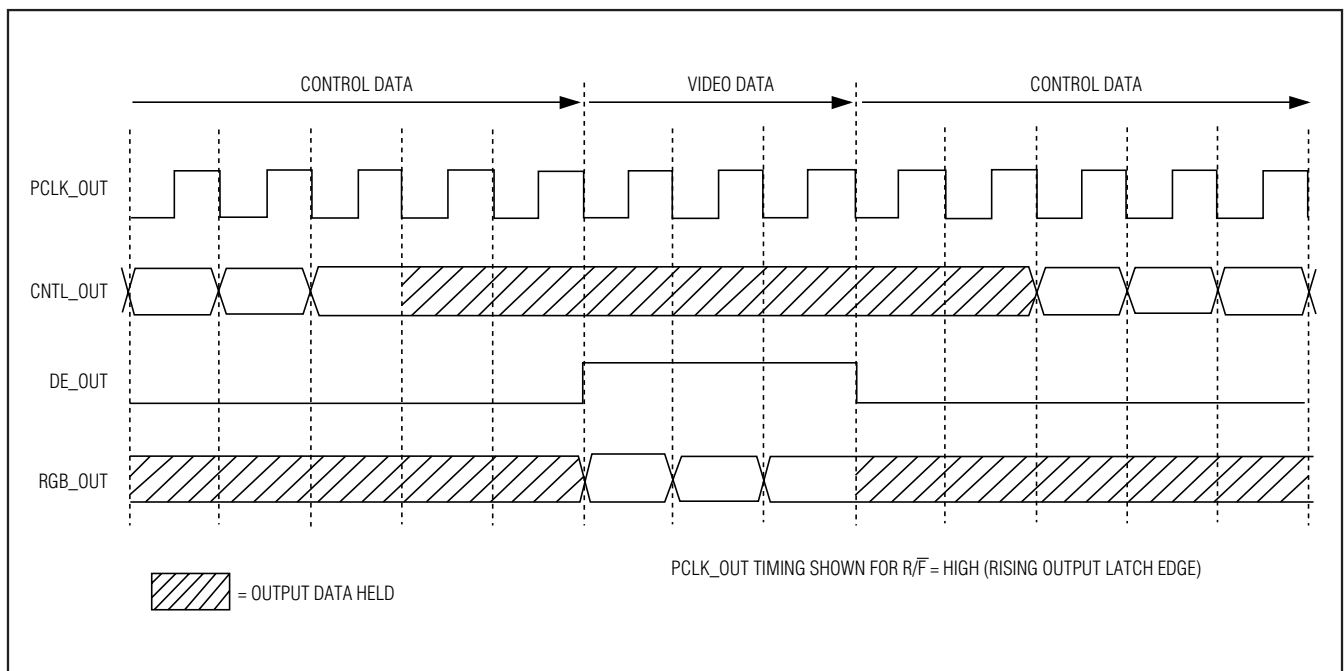 CONTROL DATA
VIDEO DATA
CONTROL DATA
PCLK_OUT
CNTL_OUT
DE_OUT
RGB_OUT
PCLK_OUT TIMING SHOWN FOR R/F̅ = HIGH (RISING OUTPUT LATCH EDGE)
= OUTPUT DATA HELD